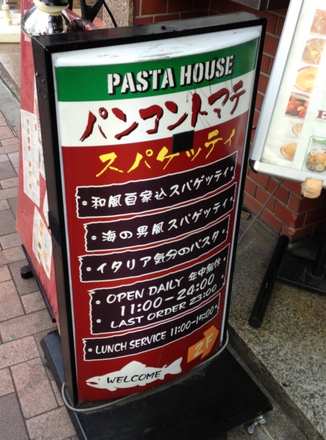 PASTA HOUSE
パンコントマテ
スパゲッティ
・和風百家込スパゲッティ・
・海の男風スパゲッティ・
・イタリア気分のパスタ・
OPEN DAILY 年中無休
11:00～24:00
LAST ORDER 23:00
LUNCH SERVICE 11:00～15:00
2F
WELCOME